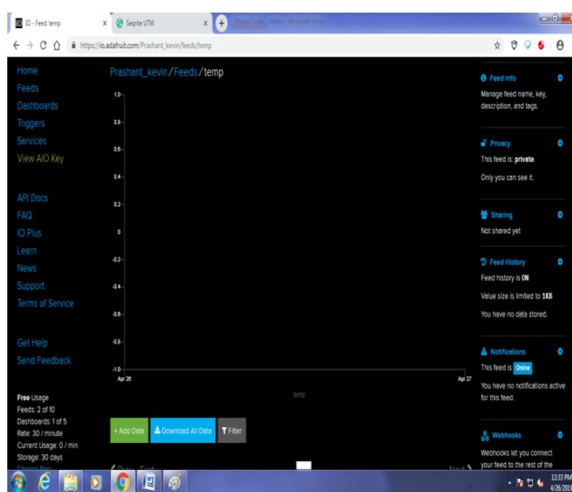 IO - Feed: temp
Seqrite UTM
https://io.adafruit.com/Prashant_kevin/feeds/temp
Home
Feeds
Dashboards
Triggers
Services
View AIO Key
API Docs
FAQ
IO Plus
Learn
News
Support
Terms of Service
Get Help
Send Feedback
Free Usage
Feeds: 2 of 10
Dashboards: 1 of 5
Rate: 30 / minute
Current Usage: 0 / min
Storage: 30 days
Prashant_kevin/Feeds/temp
1.0
0.8
0.6
0.4
0.2
0
-0.2
-0.4
-0.6
-0.8
-1.0
Apr 26
Apr 27
temp
+ Add Data
Download All Data
Filter
Feed Info
Manage feed name, key,
description, and tags.
Privacy
This feed is: private.
Only you can see it.
Sharing
Not shared yet
Feed History
Feed history is ON
Value size is limited to 1KB
You have no data stored.
Notifications
This feed is Online
You have no notifications active
for this feed.
Webhooks
Webhooks let you connect
your feed to the rest of the
12:33 PM
4/26/2019